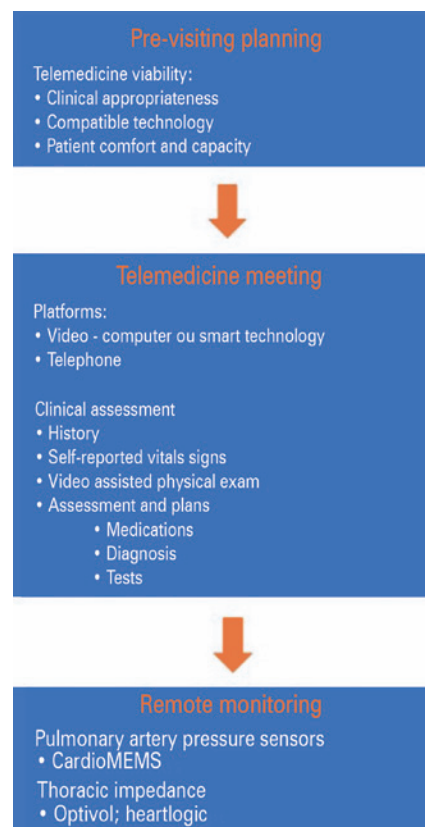 Pre-visiting planning
Telemedicine viability:
• Clinical appropriateness
• Compatible technology
• Patient comfort and capacity
Telemedicine meeting
Platforms:
• Video - computer ou smart technology
• Telephone
Clinical assessment
• History
• Self-reported vitals signs
• Video assisted physical exam
• Assessment and plans
• Medications
• Diagnosis
• Tests
Remote monitoring
Pulmonary artery pressure sensors
• CardioMEMS
Thoracic impedance
• Optivol; heartlogic